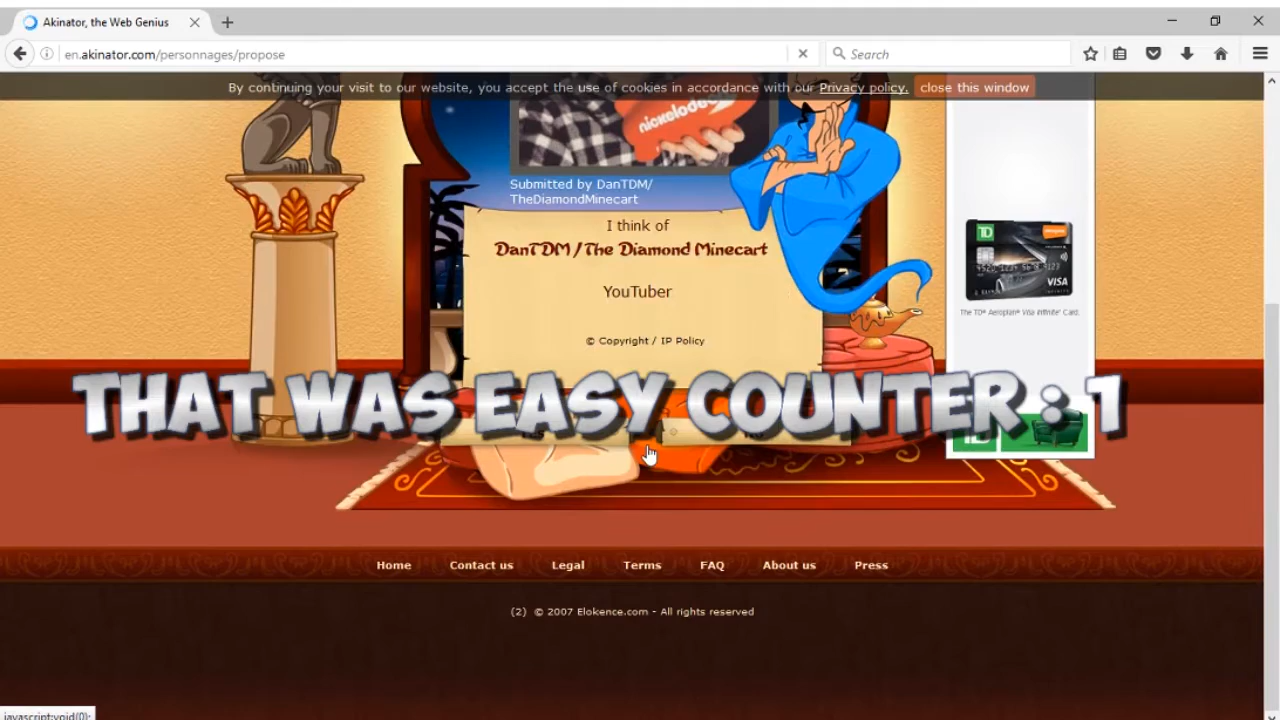 Akinator, the Web Genius
en.akinator.com/personnages/propose
Search
By continuing your visit to our website, you accept the use of cookies in accordance with our Privacy policy. close this window
nickelodeon
Submitted by DanTDM/
TheDiamondMinecart
I think of
DanTDM / The Diamond Minecart
YouTuber
© Copyright / IP Policy
TD
VISA
The TD® Aeroplan® Visa Infinite* Card.
THAT WAS EASY COUNTER : 1
Home Contact us Legal Terms FAQ About us Press
(2) © 2007 Elokence.com - All rights reserved
javascript:void(0);